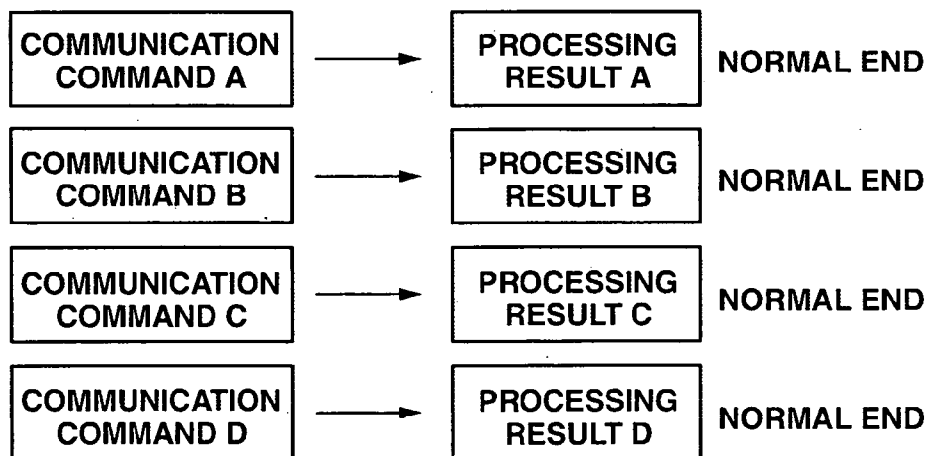 COMMUNICATION
COMMAND A
PROCESSING
RESULT A
NORMAL END
COMMUNICATION
COMMAND B
PROCESSING
RESULT B
NORMAL END
COMMUNICATION
COMMAND C
PROCESSING
RESULT C
NORMAL END
COMMUNICATION
COMMAND D
PROCESSING
RESULT D
NORMAL END